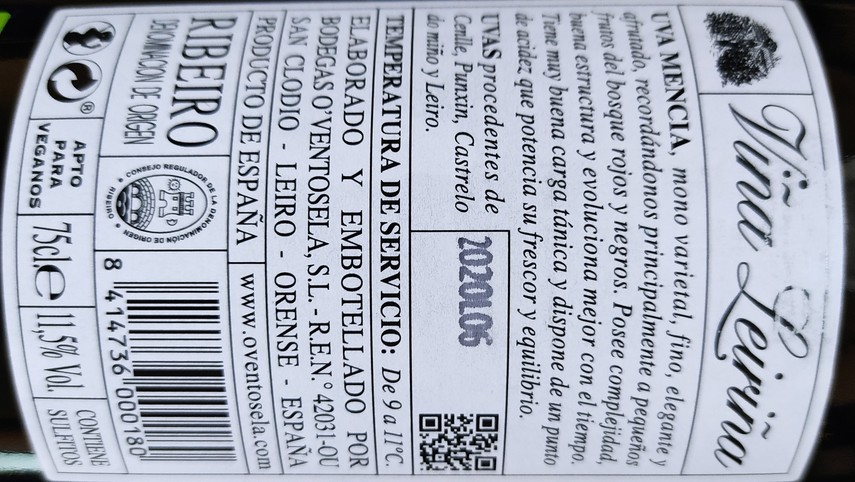 Viña Leiriña
UVA MENCIA, mono varietal, fino, elegante y
afrutado, recordándonos principalmente a pequeños
frutos del bosque rojos y negros. Posee complejidad,
buena estructura y evoluciona mejor con el tiempo.
Tiene muy buena carga tánica y dispone de un punto
de acidez que potencia su frescor y equilibrio.
UVAS procedentes de
Cenlle, Punxin, Castrelo
do miño y Leiro.
2020L06
TEMPERATURA DE SERVICIO: De 9 a 11°C.
ELABORADO Y EMBOTELLADO POR
BODEGAS O'VENTOSELA, S.L. - R.E.N.º 42031-OU
SAN CLODIO - LEIRO - ORENSE - ESPAÑA
PRODUCTO DE ESPAÑA
www.oventosela.com
RIBEIRO
DENOMINACION DE ORIGEN
CONSEJO REGULADOR DE LA DENOMINACIÓN DE ORIGEN
RIBEIRO
8 414736 000180
®
APTO
PARA
VEGANOS
75cl.e
11,5% Vol.
CONTIENE
SULFITOS